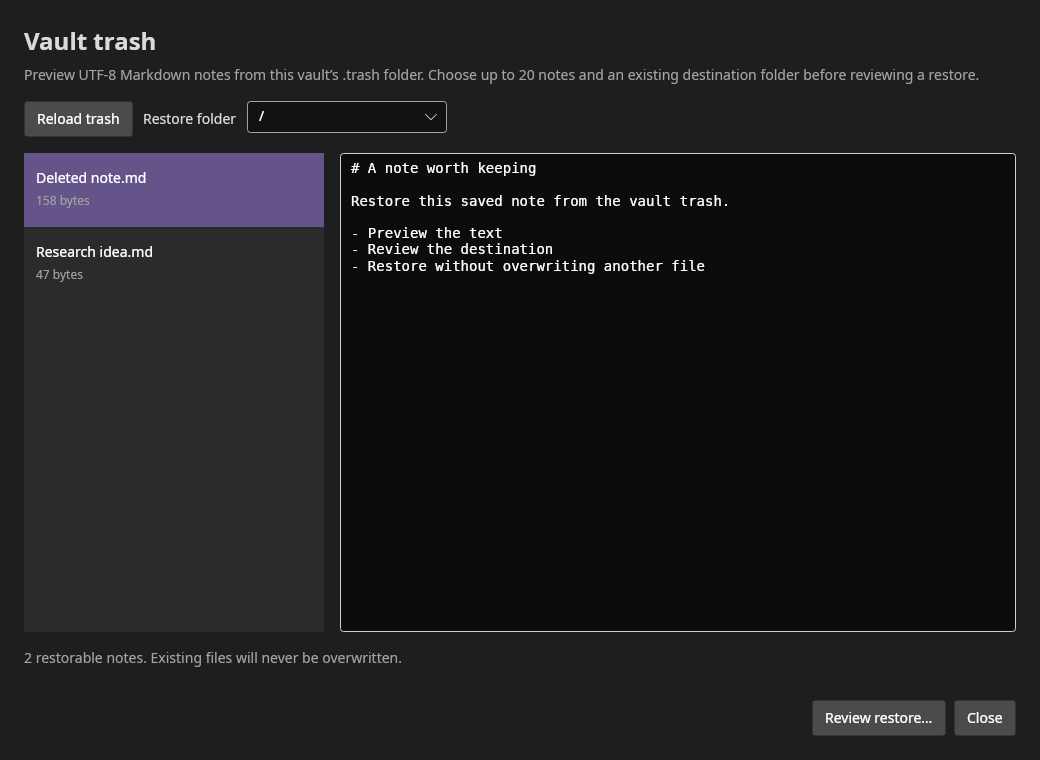 Vault trash
Preview UTF-8 Markdown notes from this vault’s .trash folder. Choose up to 20 notes and an existing destination folder before reviewing a restore.
Reload trash
Restore folder
/
Deleted note.md
158 bytes
Research idea.md
47 bytes
# A note worth keeping
Restore this saved note from the vault trash.
- Preview the text
- Review the destination
- Restore without overwriting another file
2 restorable notes. Existing files will never be overwritten.
Review restore...
Close